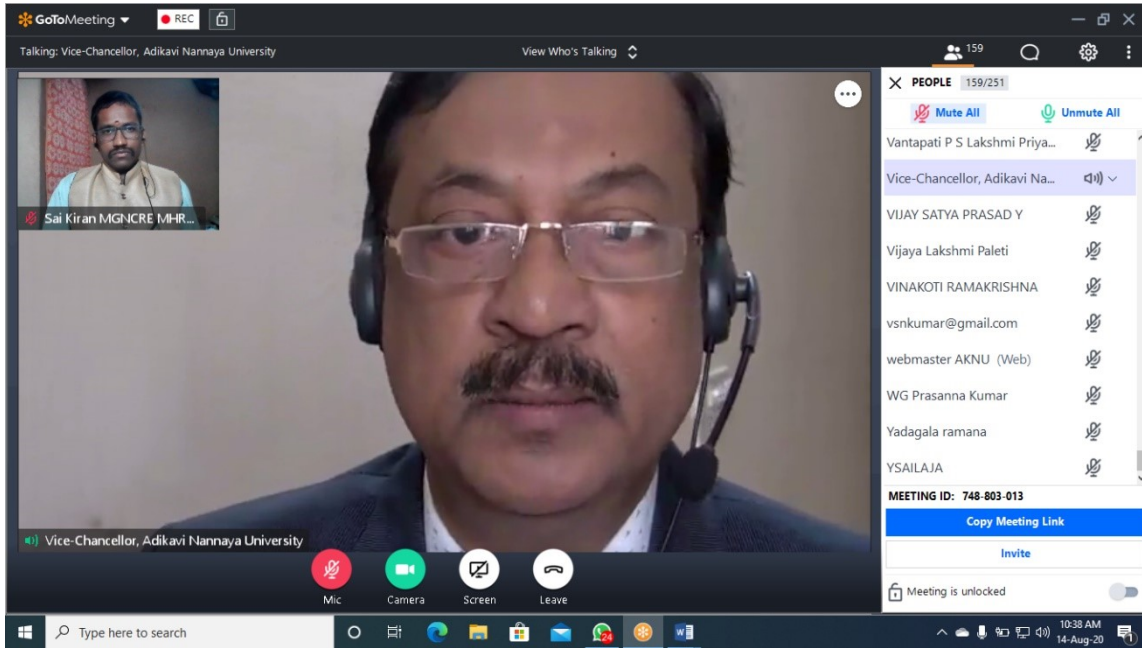 GoToMeeting
REC
Talking: Vice-Chancellor, Adikavi Nannaya University
View Who's Talking
159
Sai Kiran MGNCRE MHR...
Vice-Chancellor, Adikavi Nannaya University
Mic
Camera
Screen
Leave
PEOPLE 159/251
Mute All
Unmute All
Vantapati P S Lakshmi Priya...
Vice-Chancellor, Adikavi Na...
VIJAY SATYA PRASAD Y
Vijaya Lakshmi Paleti
VINAKOTI RAMAKRISHNA
vsnkumar@gmail.com
webmaster AKNU (Web)
WG Prasanna Kumar
Yadagala ramana
YSAILAJA
MEETING ID: 748-803-013
Copy Meeting Link
Invite
Meeting is unlocked
Type here to search
24
W
10:38 AM
14-Aug-20
1